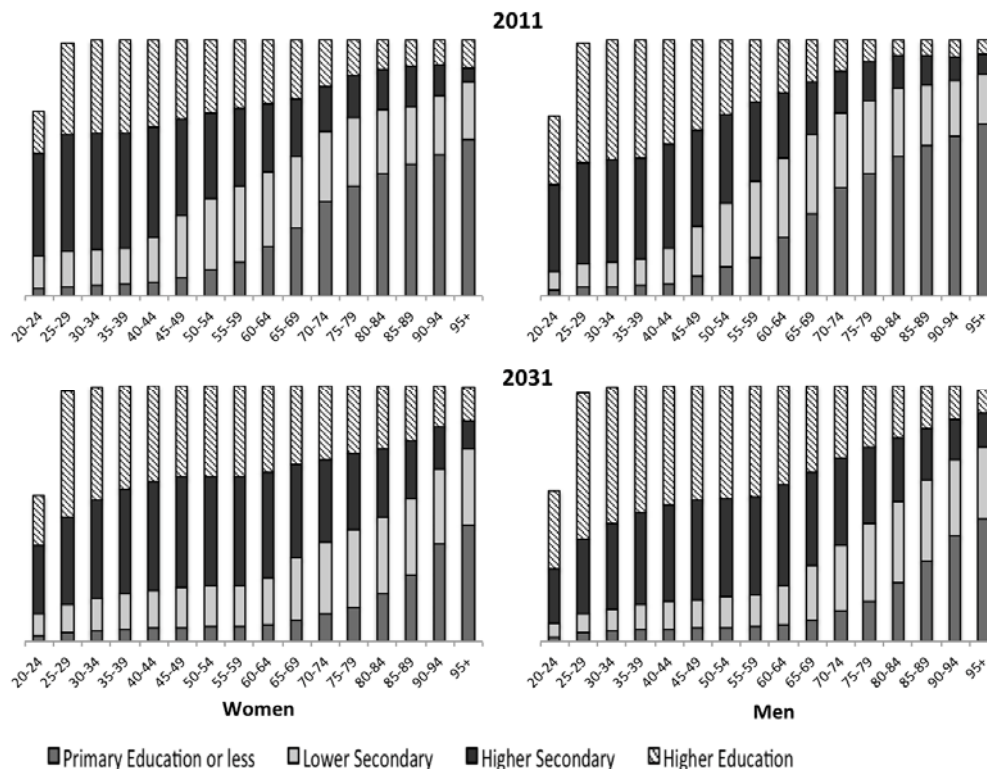 2011
20-24 25-29 30-34 35-39 40-44 45-49 50-54 55-59 60-64 65-69 70-74 75-79 80-84 85-89 90-94 95+
20-24 25-29 30-34 35-39 40-44 45-49 50-54 55-59 60-64 65-69 70-74 75-79 80-84 85-89 90-94 95+
2031
20-24 25-29 30-34 35-39 40-44 45-49 50-54 55-59 60-64 65-69 70-74 75-79 80-84 85-89 90-94 95+
20-24 25-29 30-34 35-39 40-44 45-49 50-54 55-59 60-64 65-69 70-74 75-79 80-84 85-89 90-94 95+
Women Men
Primary Education or less Lower Secondary Higher Secondary Higher Education